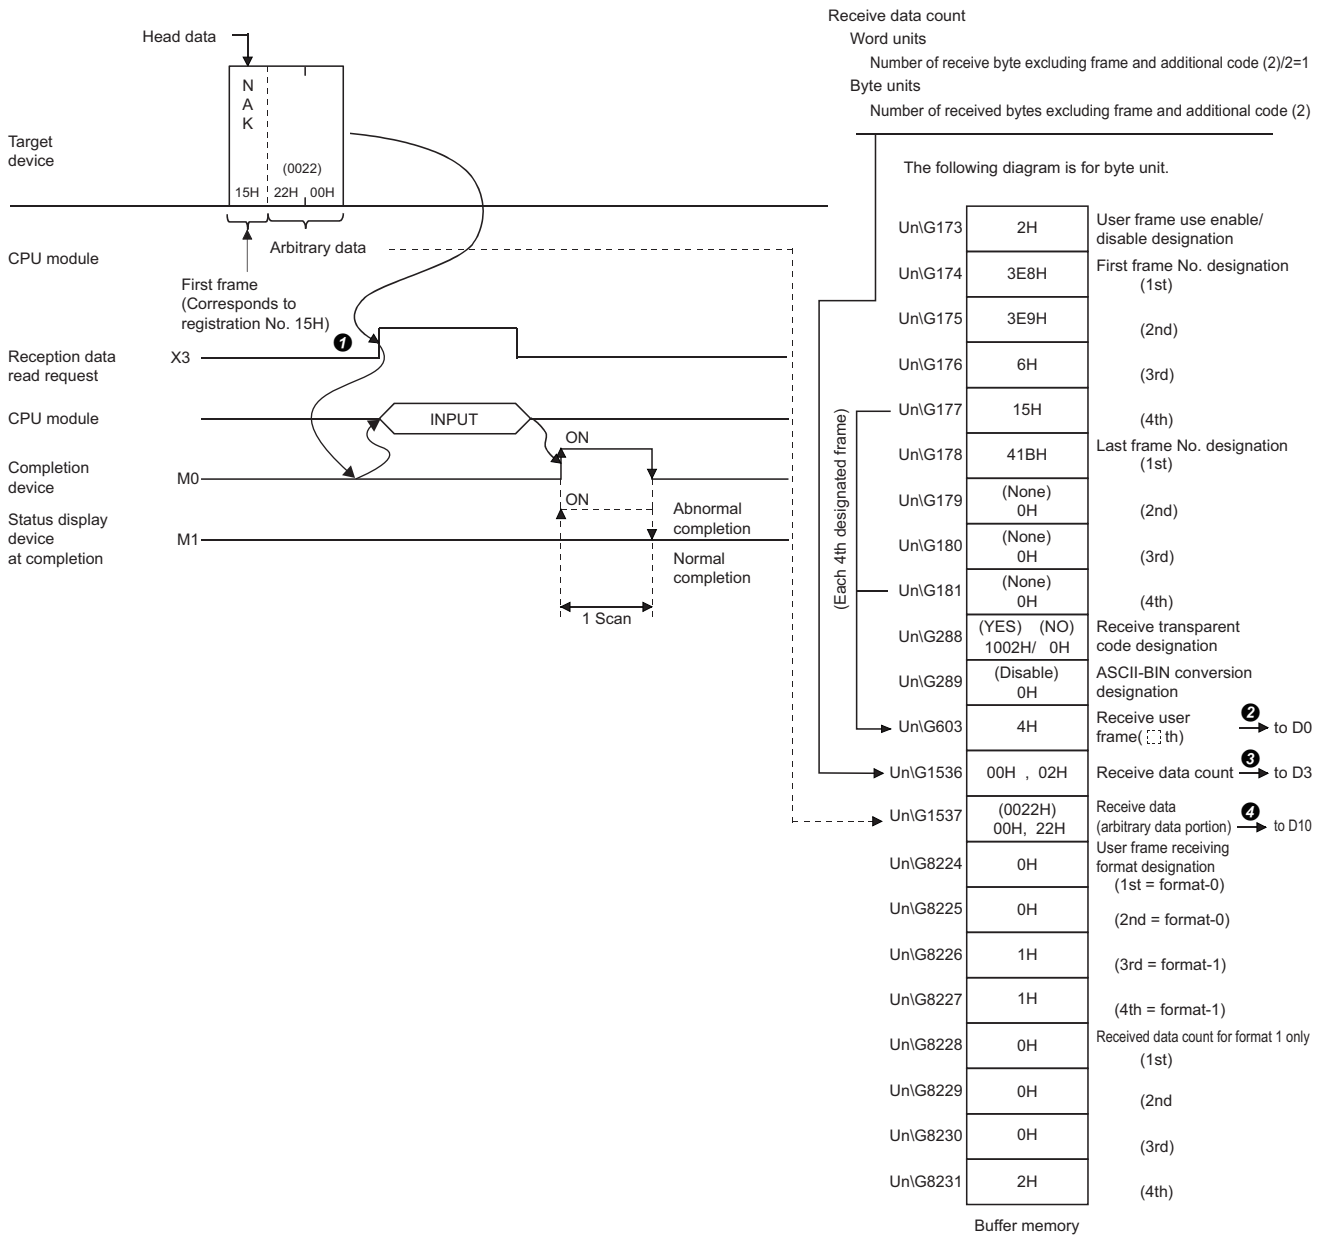 Head data
N
A
K
(0022)
15H 22H 00H
Target
device
Arbitrary data
CPU module
First frame
(Corresponds to
registration No. 15H)
❶
Reception data
read request
X3
CPU module
INPUT
Completion
device
M0
ON
Status display
device
at completion
M1
ON
Abnormal
completion
Normal
completion
1 Scan
Receive data count
Word units
Number of receive byte excluding frame and additional code (2)/2=1
Byte units
Number of received bytes excluding frame and additional code (2)
The following diagram is for byte unit.
(Each 4th designated frame)
Un\G173 2H User frame use enable/
disable designation
Un\G174 3E8H First frame No. designation
(1st)
Un\G175 3E9H (2nd)
Un\G176 6H (3rd)
Un\G177 15H (4th)
Un\G178 41BH Last frame No. designation
(1st)
Un\G179 (None)
0H (2nd)
Un\G180 (None)
0H (3rd)
Un\G181 (None)
0H (4th)
Un\G288 (YES) (NO)
1002H/ 0H Receive transparent
code designation
Un\G289 (Disable)
0H ASCII-BIN conversion
designation
Un\G603 4H Receive user
frame( th) ❷ to D0
Un\G1536 00H , 02H Receive data count ❸ to D3
Un\G1537 (0022H)
00H, 22H Receive data
(arbitrary data portion) ❹ to D10
Un\G8224 0H User frame receiving
format designation
(1st = format-0)
Un\G8225 0H (2nd = format-0)
Un\G8226 1H (3rd = format-1)
Un\G8227 1H (4th = format-1)
Un\G8228 0H Received data count for format 1 only
(1st)
Un\G8229 0H (2nd
Un\G8230 0H (3rd)
Un\G8231 2H (4th)
Buffer memory